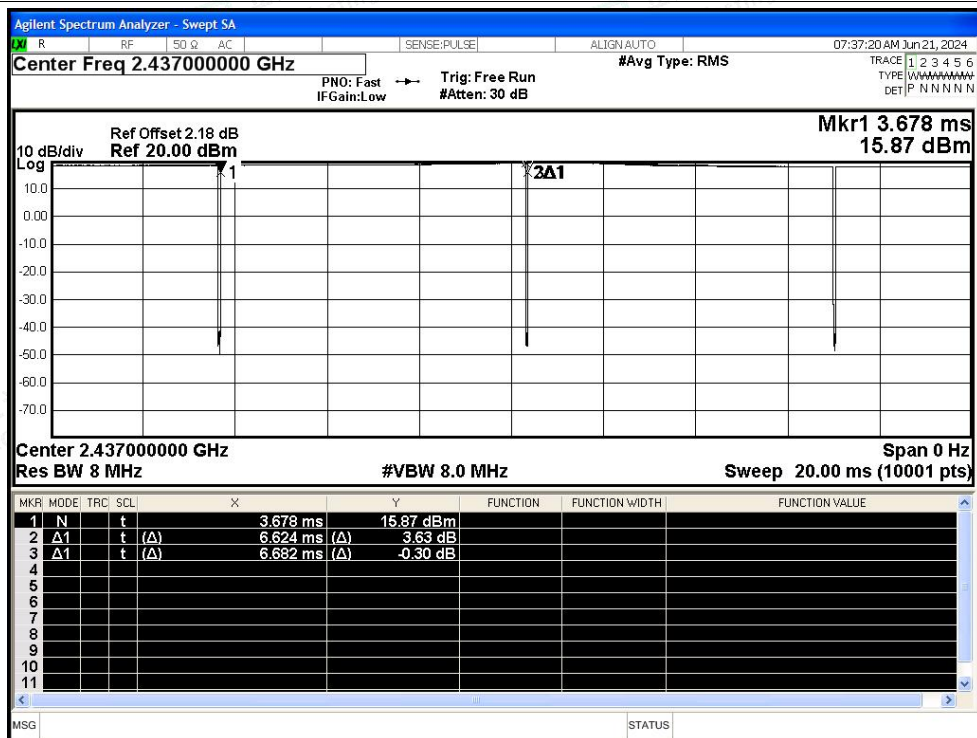 Agilent Spectrum Analyzer - Swept SA
LXI R RF 50 Ω AC SENSE:PULSE ALIGN AUTO 07:37:20 AM Jun 21, 2024
Center Freq 2.437000000 GHz #Avg Type: RMS TRACE 1 2 3 4 5 6
PNO: Fast Trig: Free Run TYPE WWWWWW
IFGain:Low #Atten: 30 dB DET P N N N N N
Mkr1 3.678 ms
Ref Offset 2.18 dB
10 dB/div Ref 20.00 dBm 15.87 dBm
Log
1 2Δ1
10.0
0.00
-10.0
-20.0
-30.0
-40.0
-50.0
-60.0
-70.0
Center 2.437000000 GHz Span 0 Hz
Res BW 8 MHz #VBW 8.0 MHz Sweep 20.00 ms (10001 pts)
MKR MODE TRC SCL X Y FUNCTION FUNCTION WIDTH FUNCTION VALUE
1 N t 3.678 ms 15.87 dBm
2 Δ1 t (Δ) 6.624 ms (Δ) 3.63 dB
3 Δ1 t (Δ) 6.682 ms (Δ) -0.30 dB
4
5
6
7
8
9
10
11
MSG STATUS